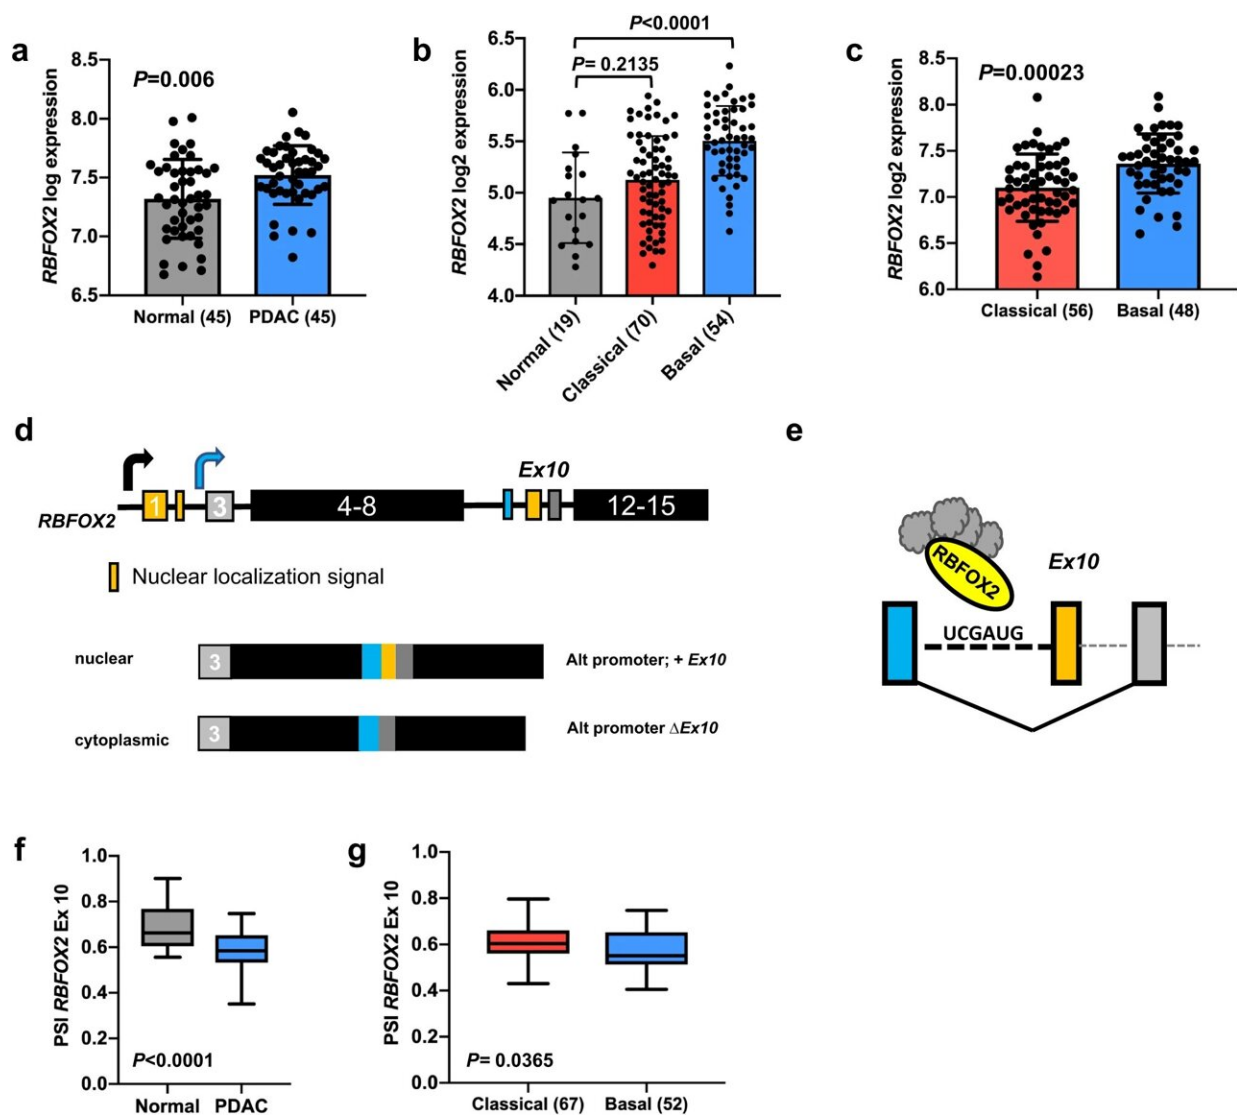 a
RBFOX2 log expression
8.5
8.0
7.5
7.0
6.5
P=0.006
Normal (45)
PDAC (45)
b
RBFOX2 log2 expression
6.5
6.0
5.5
5.0
4.5
4.0
P<0.0001
P= 0.2135
Normal (19)
Classical (70)
Basal (54)
c
RBFOX2 log2 expression
8.5
8.0
7.5
7.0
6.5
6.0
P=0.00023
Classical (56)
Basal (48)
d
Ex10
RBFOX2
1
3
4-8
12-15
Nuclear localization signal
nuclear
3
Alt promoter; + Ex10
cytoplasmic
3
Alt promoter ΔEx10
e
RBFOX2
Ex10
UCGAUG
f
PSI RBFOX2 Ex 10
1.0
0.8
0.6
0.4
0.2
0.0
P<0.0001
Normal
PDAC
g
PSI RBFOX2 Ex 10
1.0
0.8
0.6
0.4
0.2
0.0
P= 0.0365
Classical (67)
Basal (52)